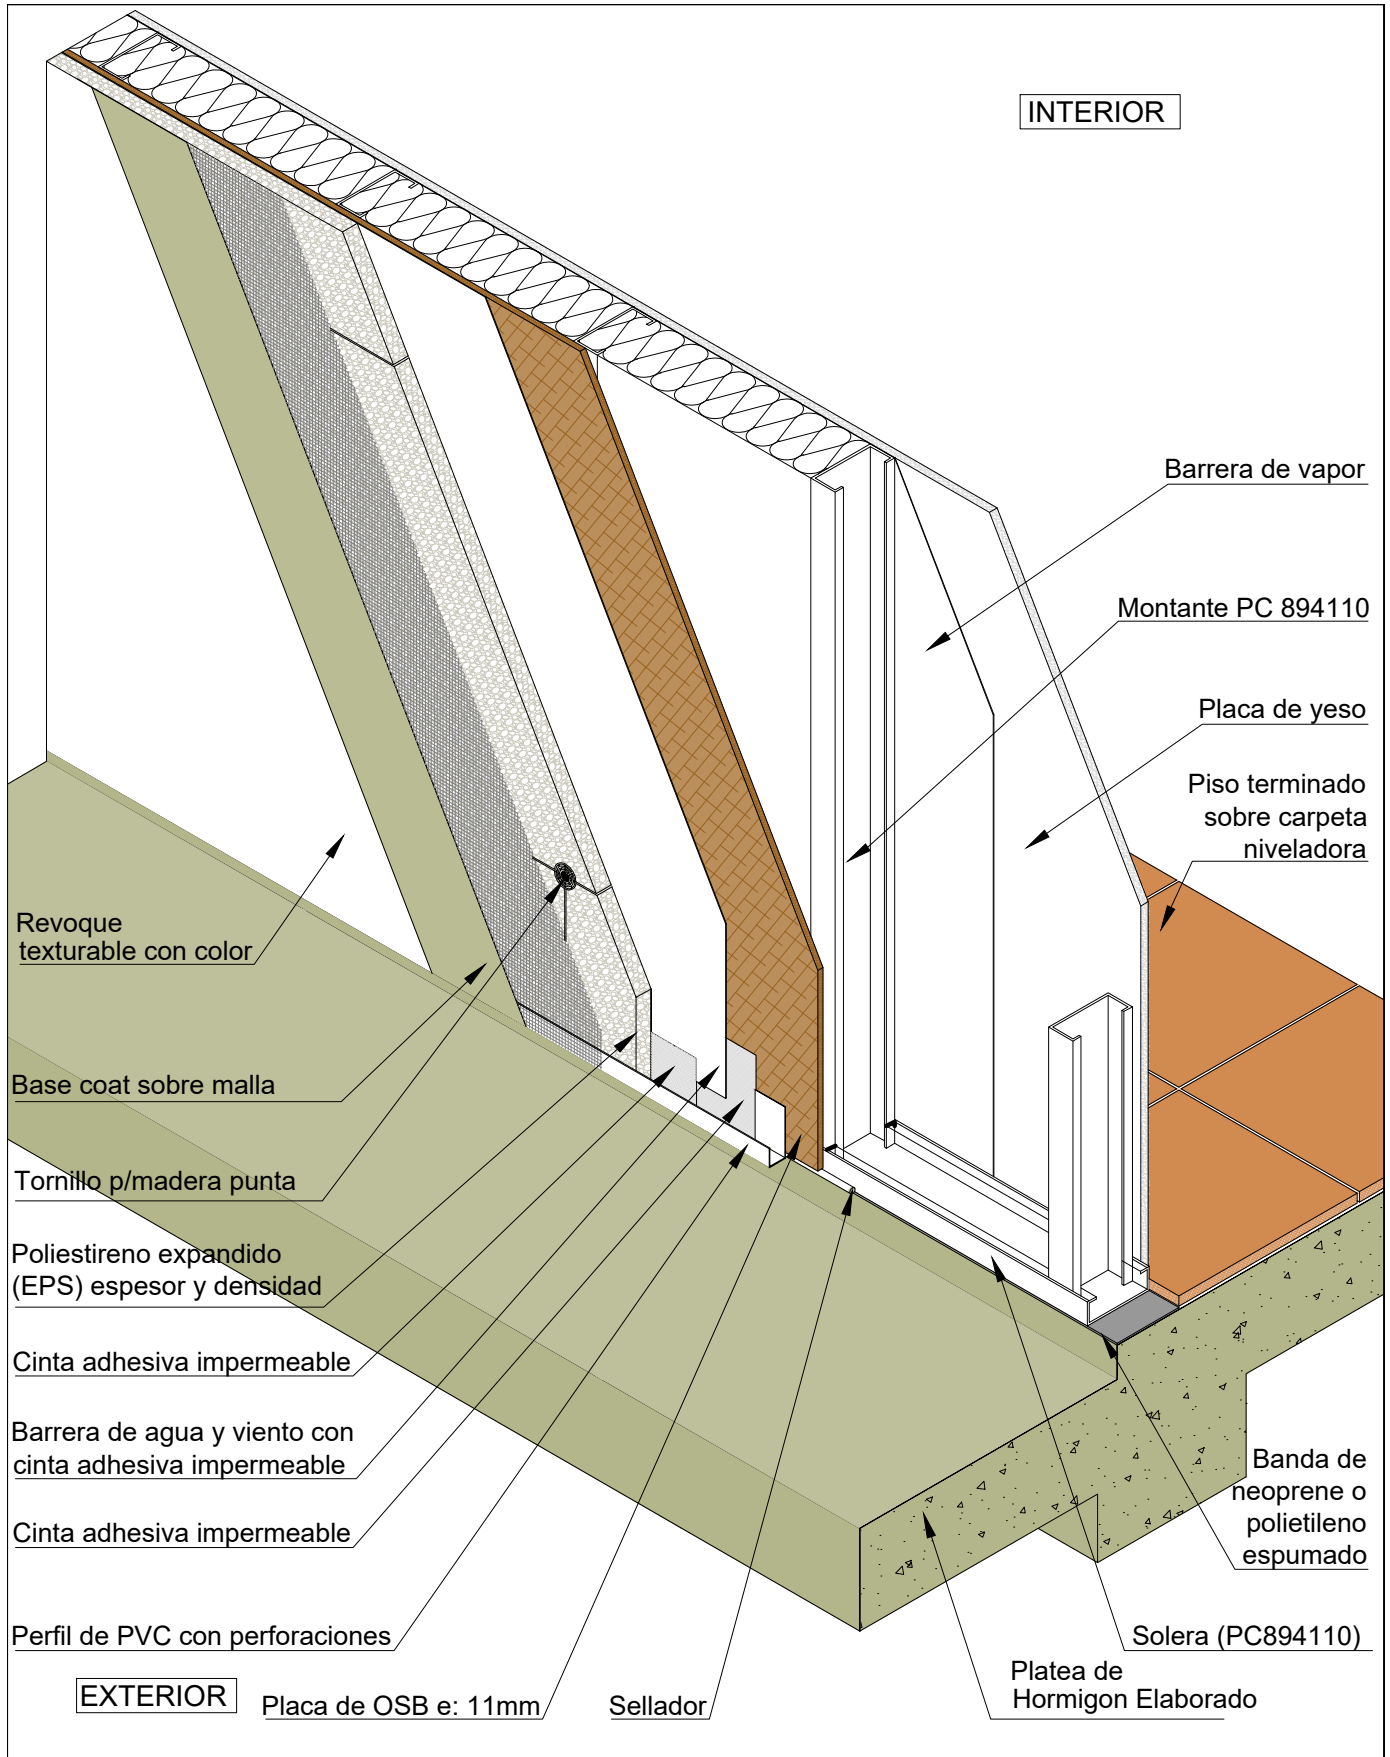 INTERIOR
Barrera de vapor
Montante PC 894110
Placa de yeso
Piso terminado
sobre carpeta
niveladora
Revoque
texturable con color
Base coat sobre malla
Tornillo p/madera punta
Poliestireno expandido
(EPS) espesor y densidad
Cinta adhesiva impermeable
Barrera de agua y viento con
cinta adhesiva impermeable
Cinta adhesiva impermeable
Perfil de PVC con perforaciones
EXTERIOR
Placa de OSB e: 11mm
Sellador
Banda de
neoprene o
polietileno
espumado
Solera (PC894110)
Platea de
Hormigon Elaborado